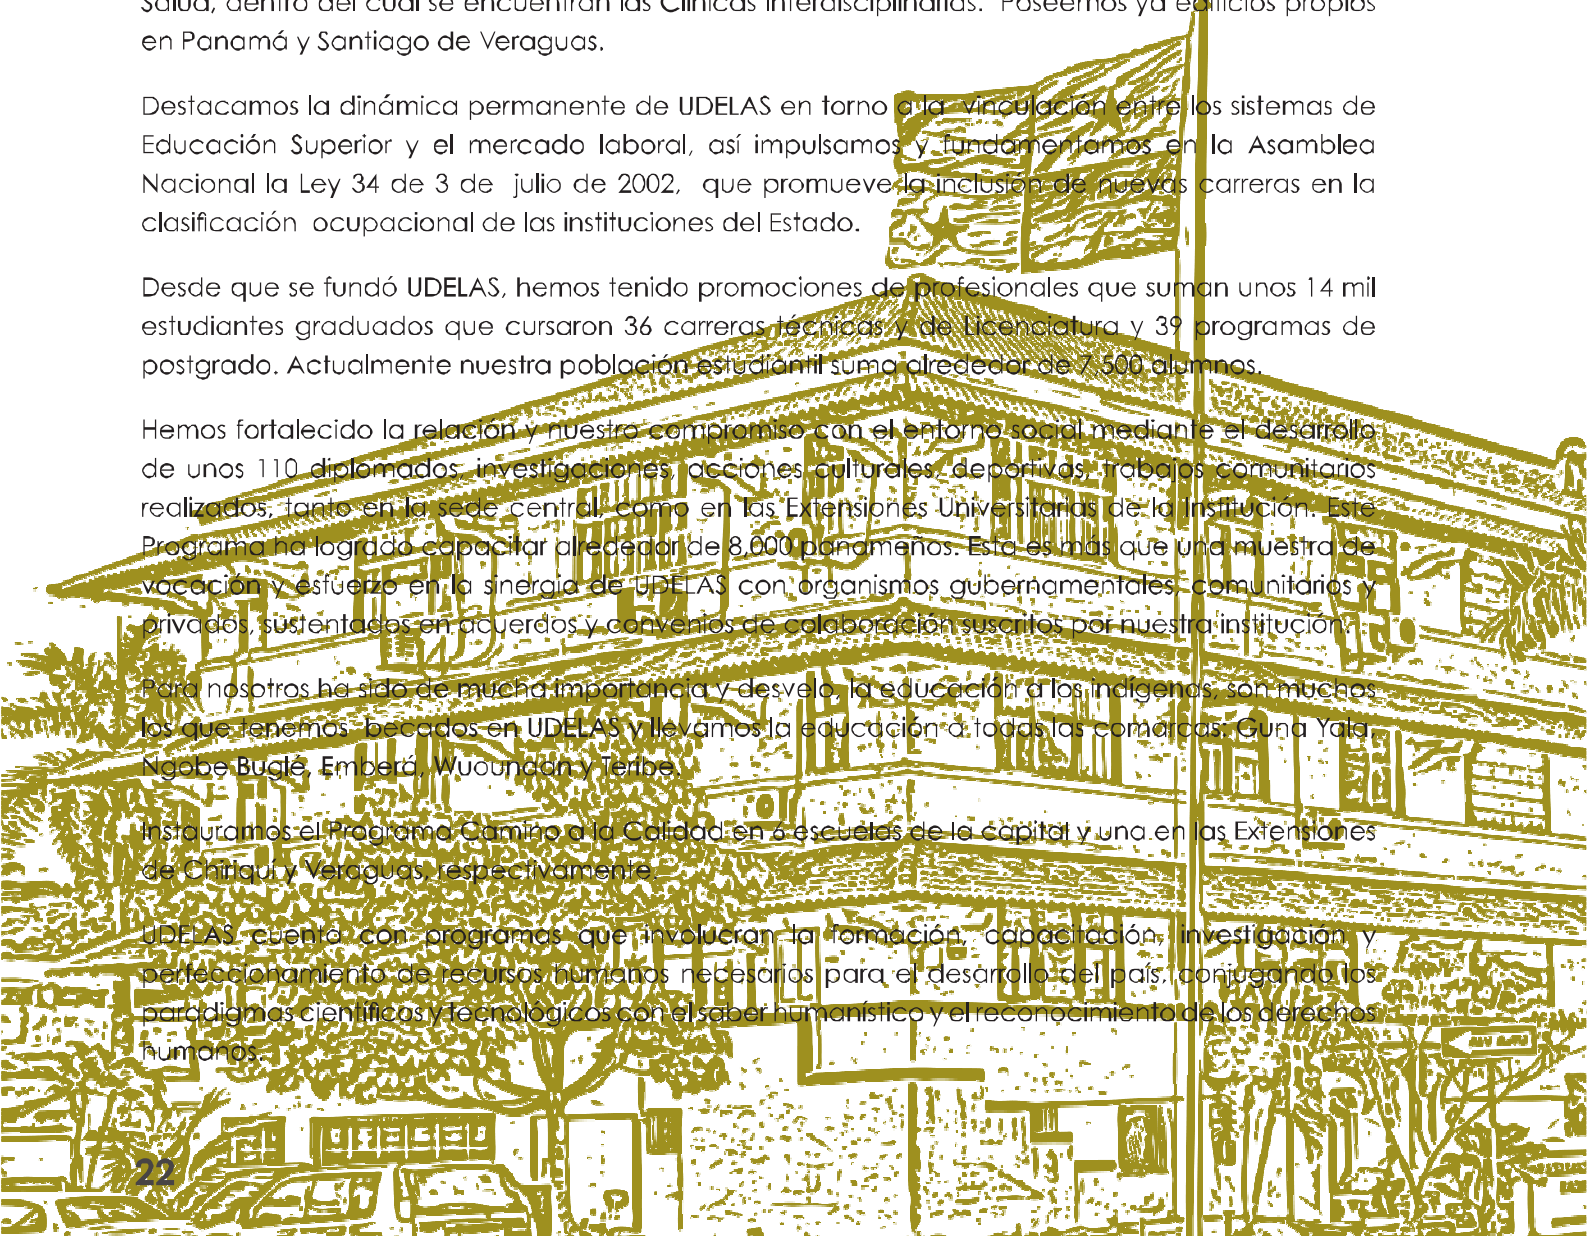 Salud, dentro del cual se encuentran las Clínicas Interdisciplinarias. Poseemos ya edificios propios
en Panamá y Santiago de Veraguas.
Destacamos la dinámica permanente de UDELAS en torno a la vinculación entre los sistemas de
Educación Superior y el mercado laboral, así impulsamos y fundamentamos en la Asamblea
Nacional la Ley 34 de 3 de julio de 2002, que promueve la inclusión de nuevas carreras en la
clasificación ocupacional de las instituciones del Estado.
Desde que se fundó UDELAS, hemos tenido promociones de profesionales que suman unos 14 mil
estudiantes graduados que cursaron 36 carreras técnicas y de Licenciatura y 39 programas de
postgrado. Actualmente nuestra población estudiantil suma alrededor de 7,500 alumnos.
Hemos fortalecido la relación y nuestro compromiso con el entorno social mediante el desarrollo
de unos 110 diplomados, investigaciones, acciones culturales, deportivas, trabajos comunitarios
realizados, tanto en la sede central, como en las Extensiones Universitarias de la Institución. Este
Programa ha logrado capacitar alrededor de 8,000 panameños. Esta es más que una muestra de
vocación y esfuerzo en la sinergia de UDELAS con organismos gubernamentales, comunitarios y
privados, sustentados en acuerdos y convenios de colaboración suscritos por nuestra institución.
Para nosotros ha sido de mucha importancia y desvelo, la educación a los indígenas, son muchos
los que tenemos becados en UDELAS y llevamos la educación a todas las comarcas: Guna Yala,
Ngobe Buglé, Emberá, Wuoundan y Teribe.
Instauramos el Programa Camino a la Calidad en 6 escuelas de la capital y una en las Extensiones
de Chiriquí y Veraguas, respectivamente.
UDELAS cuenta con programas que involucran la formación, capacitación, investigación y
perfeccionamiento de recursos humanos necesarios para el desarrollo del país, conjugando los
paradigmas científicos y tecnológicos con el saber humanístico y el reconocimiento de los derechos
humanos.
22